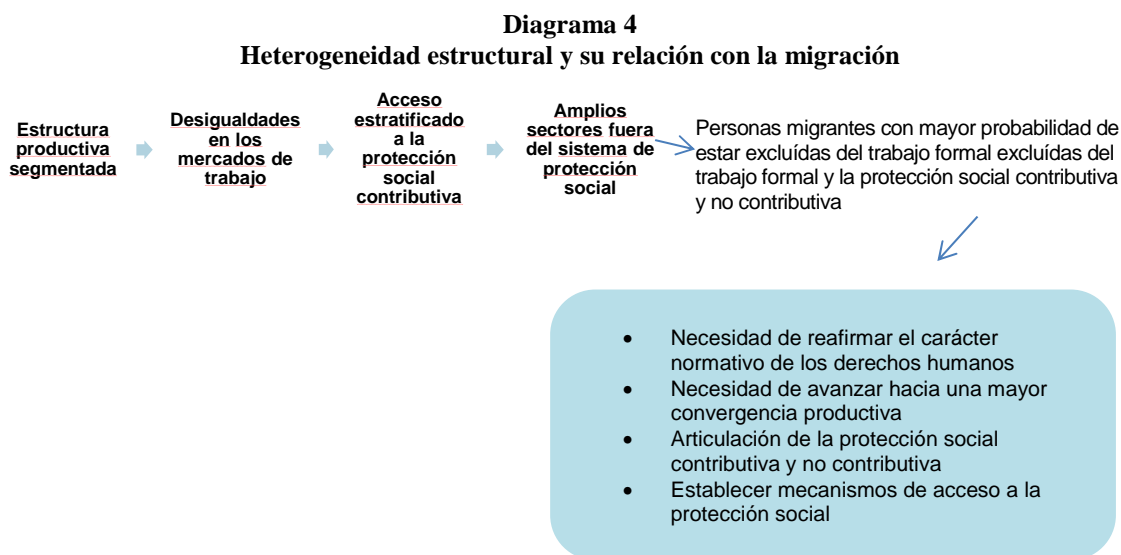 Diagrama 4
Heterogeneidad estructural y su relación con la migración
Estructura
productiva
segmentada
Desigualdades
en los
mercados de
trabajo
Acceso
estratificado
a la
protección
social
contributiva
Amplios
sectores fuera
del sistema de
protección
social
Personas migrantes con mayor probabilidad de
estar excluídas del trabajo formal excluídas del
trabajo formal y la protección social contributiva
y no contributiva
• Necesidad de reafirmar el carácter
normativo de los derechos humanos
• Necesidad de avanzar hacia una mayor
convergencia productiva
• Articulación de la protección social
contributiva y no contributiva
• Establecer mecanismos de acceso a la
protección social